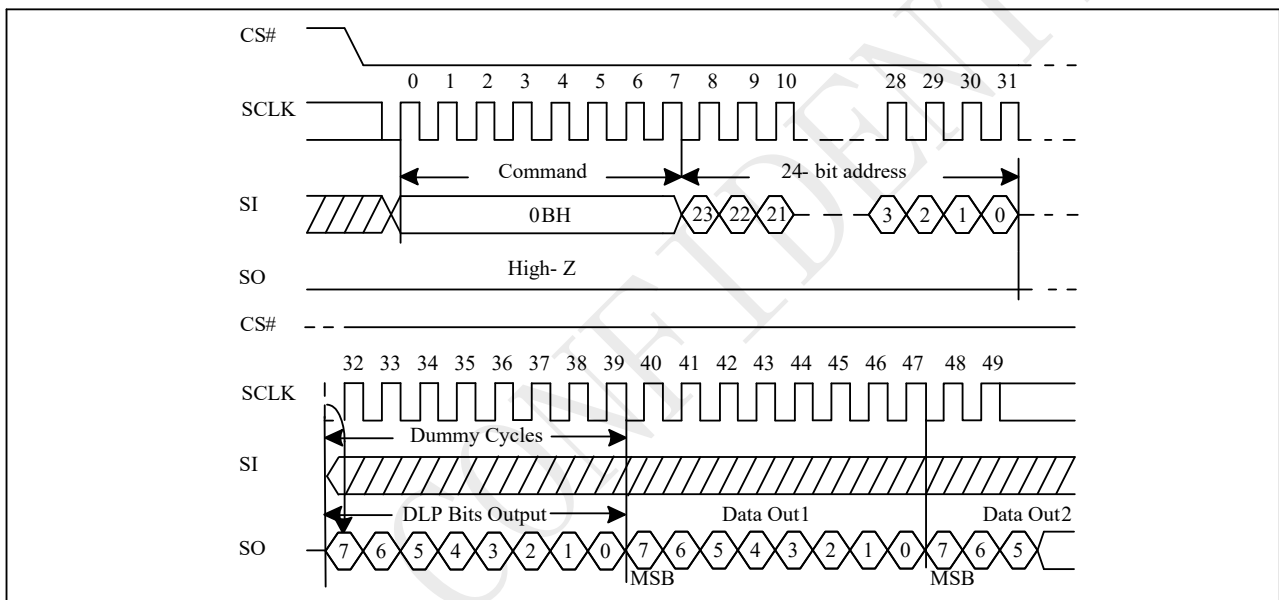 CS#
0 1 2 3 4 5 6 7 8 9 10 28 29 30 31
SCLK
Command 24- bit address
SI
0BH 23 22 21 3 2 1 0
High- Z
SO
CS#
32 33 34 35 36 37 38 39 40 41 42 43 44 45 46 47 48 49
SCLK
Dummy Cycles
SI
DLP Bits Output Data Out1 Data Out2
SO 7 6 5 4 3 2 1 0 7 6 5 4 3 2 1 0 7 6 5
MSB MSB
CONFIDENT